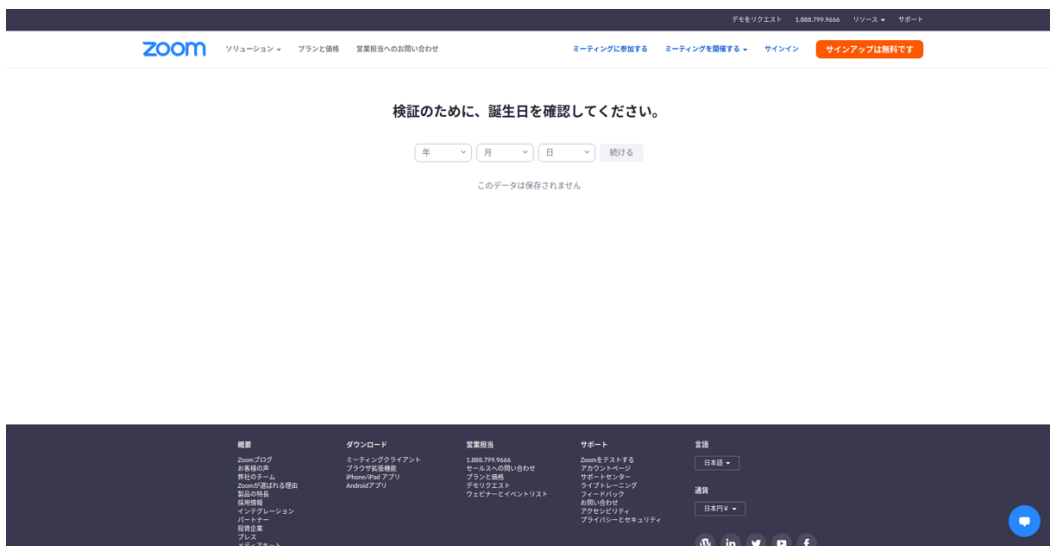 デモをリクエスト 1.888.799.9666 リソース サポート
zoom ソリューション プランと価格 営業担当へのお問い合わせ ミーティングに参加する ミーティングを開催する サインイン サインアップは無料です
検証のために、誕生日を確認してください。
年 月 日 続ける
このデータは保存されません
概要
Zoomブログ
お客様の声
弊社のチーム
Zoomが選ばれる理由
製品の特長
採用情報
インテグレーション
パートナー
投資企業
プレス
メディアキット
ダウンロード
ミーティングクライアント
ブラウザ拡張機能
iPhone/iPad アプリ
Androidアプリ
営業担当
1.888.799.9666
セールスへの問い合わせ
プランと価格
デモリクエスト
ウェビナーとイベントリスト
サポート
Zoomをテストする
アカウントページ
サポートセンター
ライブトレーニング
フィードバック
お問い合わせ
アクセシビリティ
プライバシーとセキュリティ
言語
日本語
通貨
日本円¥